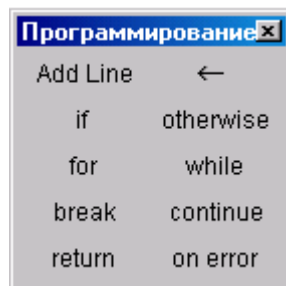 Программирование
Add Line ←
if otherwise
for while
break continue
return on error